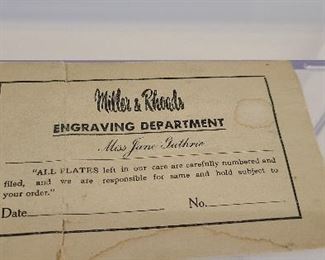 Miller & Rhoads
ENGRAVING DEPARTMENT
Miss Jane Guthrie
"ALL PLATES left in our care are carefully numbered and
filed, and we are responsible for same and hold subject to
your order."
Date No.